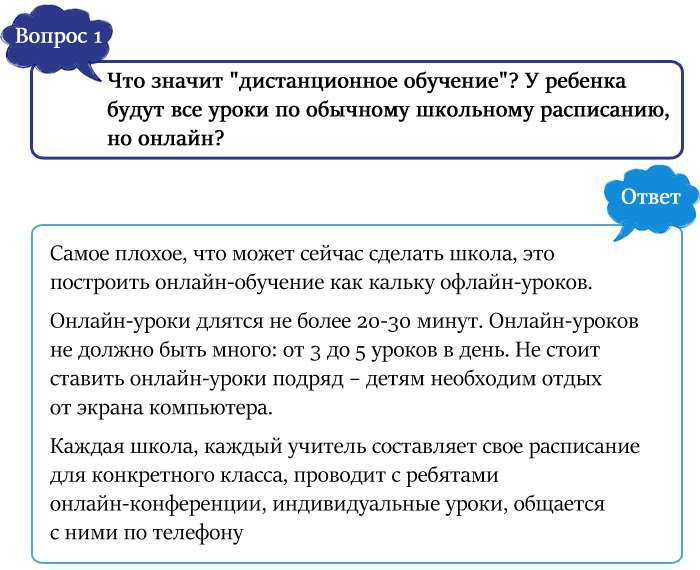 Вопрос 1
Что значит "дистанционное обучение"? У ребенка
будут все уроки по обычному школьному расписанию,
но онлайн?
Ответ
Самое плохое, что может сейчас сделать школа, это
построить онлайн-обучение как кальку офлайн-уроков.
Онлайн-уроки длятся не более 20-30 минут. Онлайн-уроков
не должно быть много: от 3 до 5 уроков в день. Не стоит
ставить онлайн-уроки подряд – детям необходим отдых
от экрана компьютера.
Каждая школа, каждый учитель составляет свое расписание
для конкретного класса, проводит с ребятами
онлайн-конференции, индивидуальные уроки, общается
с ними по телефону